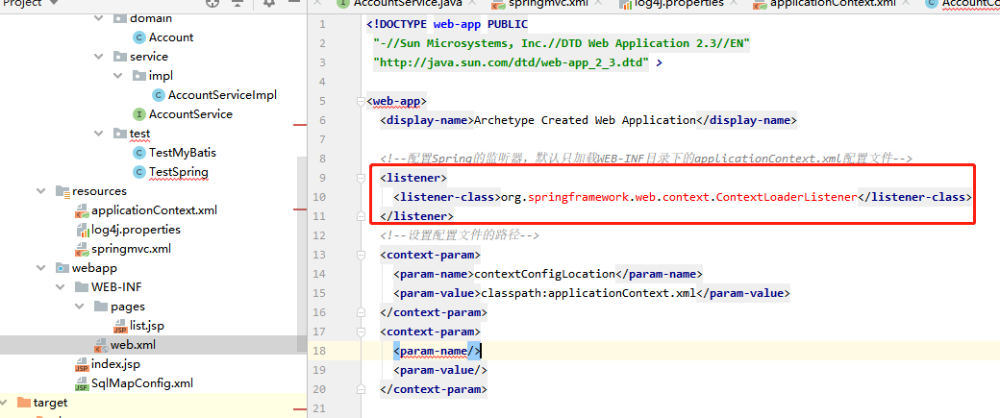 Project
AccountService.java
springmvc.xml
log4j.properties
applicationContext.xml
AccountCo
domain
Account
service
impl
AccountServiceImpl
AccountService
test
TestMyBatis
TestSpring
resources
applicationContext.xml
log4j.properties
springmvc.xml
webapp
WEB-INF
pages
list.jsp
web.xml
index.jsp
SqlMapConfig.xml
target
1 <!DOCTYPE web-app PUBLIC
2 "-//Sun Microsystems, Inc.//DTD Web Application 2.3//EN"
3 "http://java.sun.com/dtd/web-app_2_3.dtd" >
4
5 <web-app>
6 <display-name>Archetype Created Web Application</display-name>
7
8 <!--配置Spring的监听器，默认只加载WEB-INF目录下的applicationContext.xml配置文件-->
9 <listener>
10 <listener-class>org.springframework.web.context.ContextLoaderListener</listener-class>
11 </listener>
12 <!--设置配置文件的路径-->
13 <context-param>
14 <param-name>contextConfigLocation</param-name>
15 <param-value>classpath:applicationContext.xml</param-value>
16 </context-param>
17 <context-param>
18 <param-name/>
19 <param-value/>
20 </context-param>
21